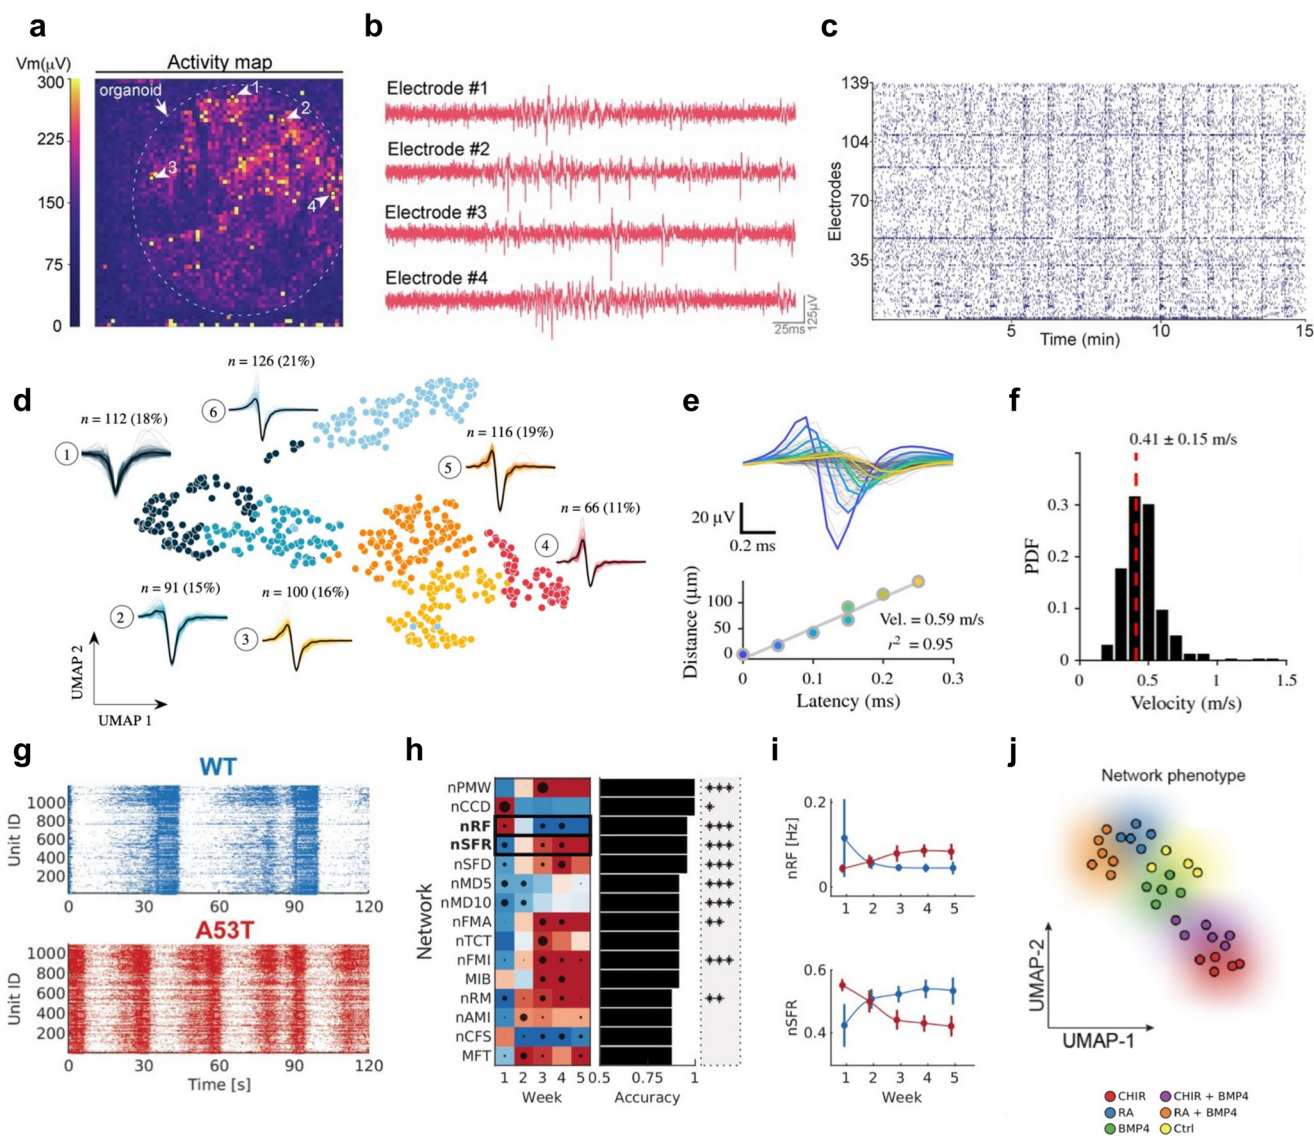 a
Activity map
Vm(µV)
300
225
150
75
0
organoid
1
2
3
4
b
Electrode #1
Electrode #2
Electrode #3
Electrode #4
25ms
125µV
c
Electrodes
139
104
70
35
5
10
15
Time (min)
d
n = 126 (21%)
6
n = 112 (18%)
1
n = 116 (19%)
5
n = 66 (11%)
4
n = 91 (15%)
2
n = 100 (16%)
3
UMAP 2
UMAP 1
e
20 µV
0.2 ms
Distance (µm)
100
50
0
Vel. = 0.59 m/s
r² = 0.95
0 0.1 0.2 0.3
Latency (ms)
f
0.41 ± 0.15 m/s
PDF
0.3
0.2
0.1
0
0 0.5 1 1.5
Velocity (m/s)
g
WT
Unit ID
1000
800
600
400
200
0 30 60 90 120
A53T
Unit ID
1000
800
600
400
200
0 30 60 90 120
Time [s]
h
Network
nPMW
nCCD
nRF
nSFR
nSFD
nMD5
nMD10
nFMA
nTCT
nFMI
MIB
nRM
nAMI
nCFS
MFT
1 2 3 4 5
Week
0.5 0.75 1
Accuracy
i
nRF [Hz]
0.2
0
1 2 3 4 5
nSFR
0.6
0.4
1 2 3 4 5
Week
j
Network phenotype
UMAP-2
UMAP-1
CHIR
CHIR + BMP4
RA
RA + BMP4
BMP4
Ctrl